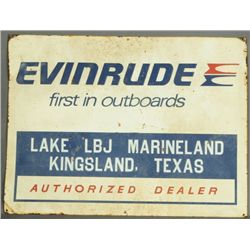 EVINRUDE
first in outboards
LAKE LBJ MARINELAND
KINGSLAND, TEXAS
AUTHORIZED DEALER